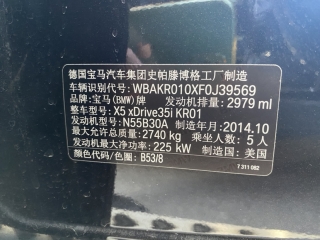 德国宝马汽车集团史帕滕博格工厂制造
车辆识别代号: WBAKR010XF0J39569
品牌: 宝马(BMW)牌 发动机排量: 2979 ml
型号: X5 xDrive35i KR01
发动机型号: N55B30A 制造年月: 2014.10
最大允许总质量: 2740 kg 乘坐人数: 5 人
发动机最大净功率: 225 kW 制造国: 美国
颜色代码/色圈: B53/8
7 311 082